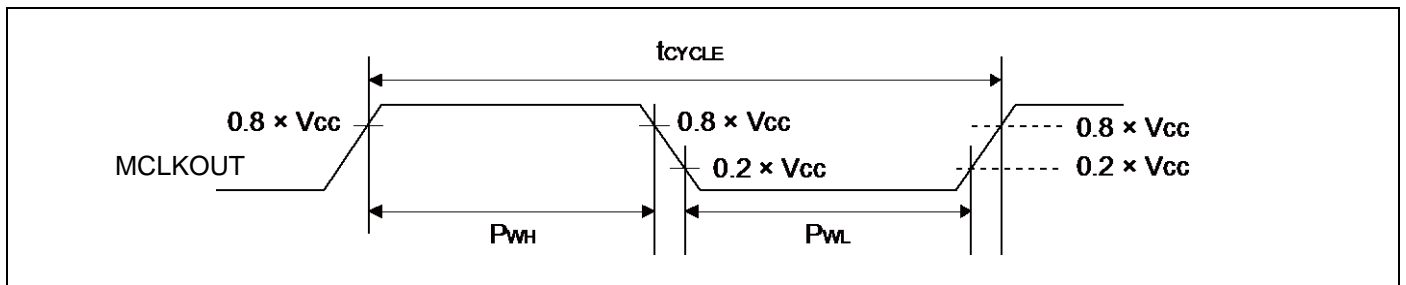 tCYCLE
0.8 × Vcc
0.8 × Vcc
0.8 × Vcc
MCLKOUT
0.2 × Vcc
0.2 × Vcc
PWH
PWL